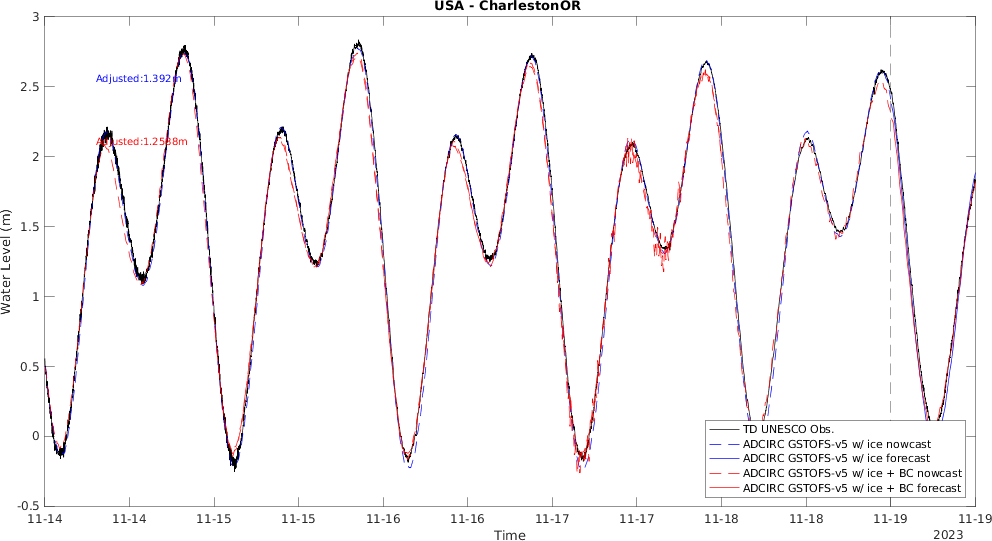 USA - CharlestonOR
3
2.5
2
1.5
1
0.5
0
-0.5
Water Level (m)
Adjusted:1.392m
Adjusted:1.2538m
TD UNESCO Obs.
ADCIRC GSTOFS-v5 w/ ice nowcast
ADCIRC GSTOFS-v5 w/ ice forecast
ADCIRC GSTOFS-v5 w/ ice + BC nowcast
ADCIRC GSTOFS-v5 w/ ice + BC forecast
11-14 11-14 11-15 11-15 11-16 11-16 11-17 11-17 11-18 11-18 11-19 11-19
Time
2023